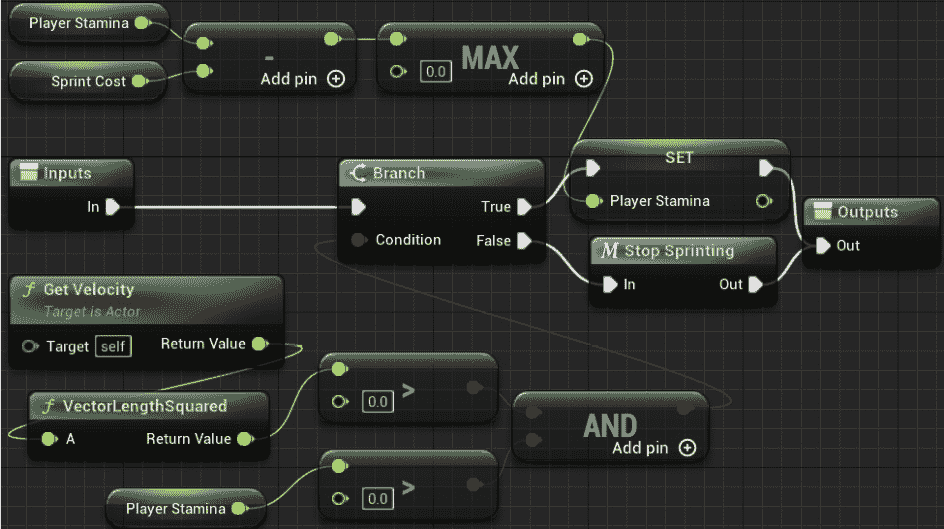 Player Stamina
-
Add pin
0.0
MAX
Add pin
Sprint Cost
Inputs
In
Branch
True
Condition
False
SET
Player Stamina
M Stop Sprinting
In
Out
Outputs
Out
f Get Velocity
Target is Actor
Target self
Return Value
f VectorLengthSquared
A
Return Value
0.0
>
AND
Add pin
0.0
>
Player Stamina